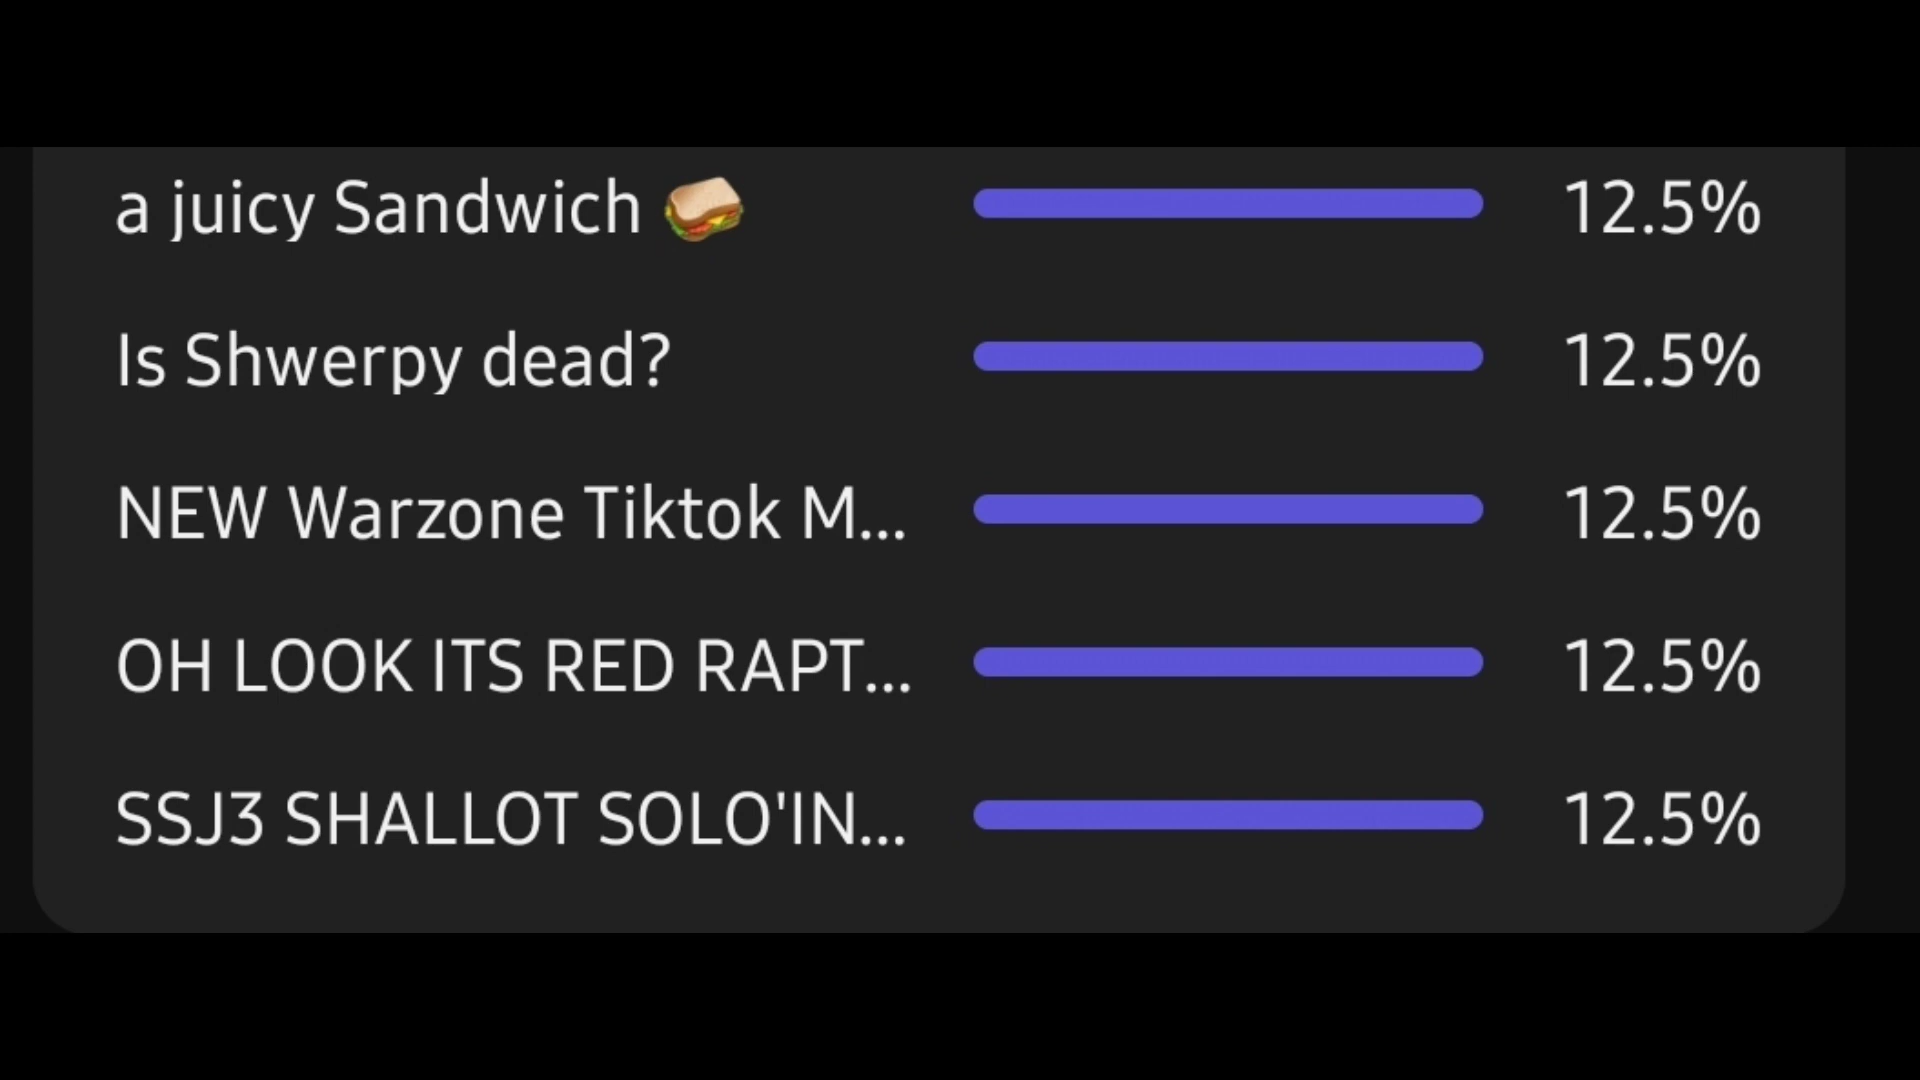 a juicy Sandwich 🥪 12.5%
Is Shwerpy dead? 12.5%
NEW Warzone Tiktok M... 12.5%
OH LOOK ITS RED RAPT... 12.5%
SSJ3 SHALLOT SOLO'IN... 12.5%